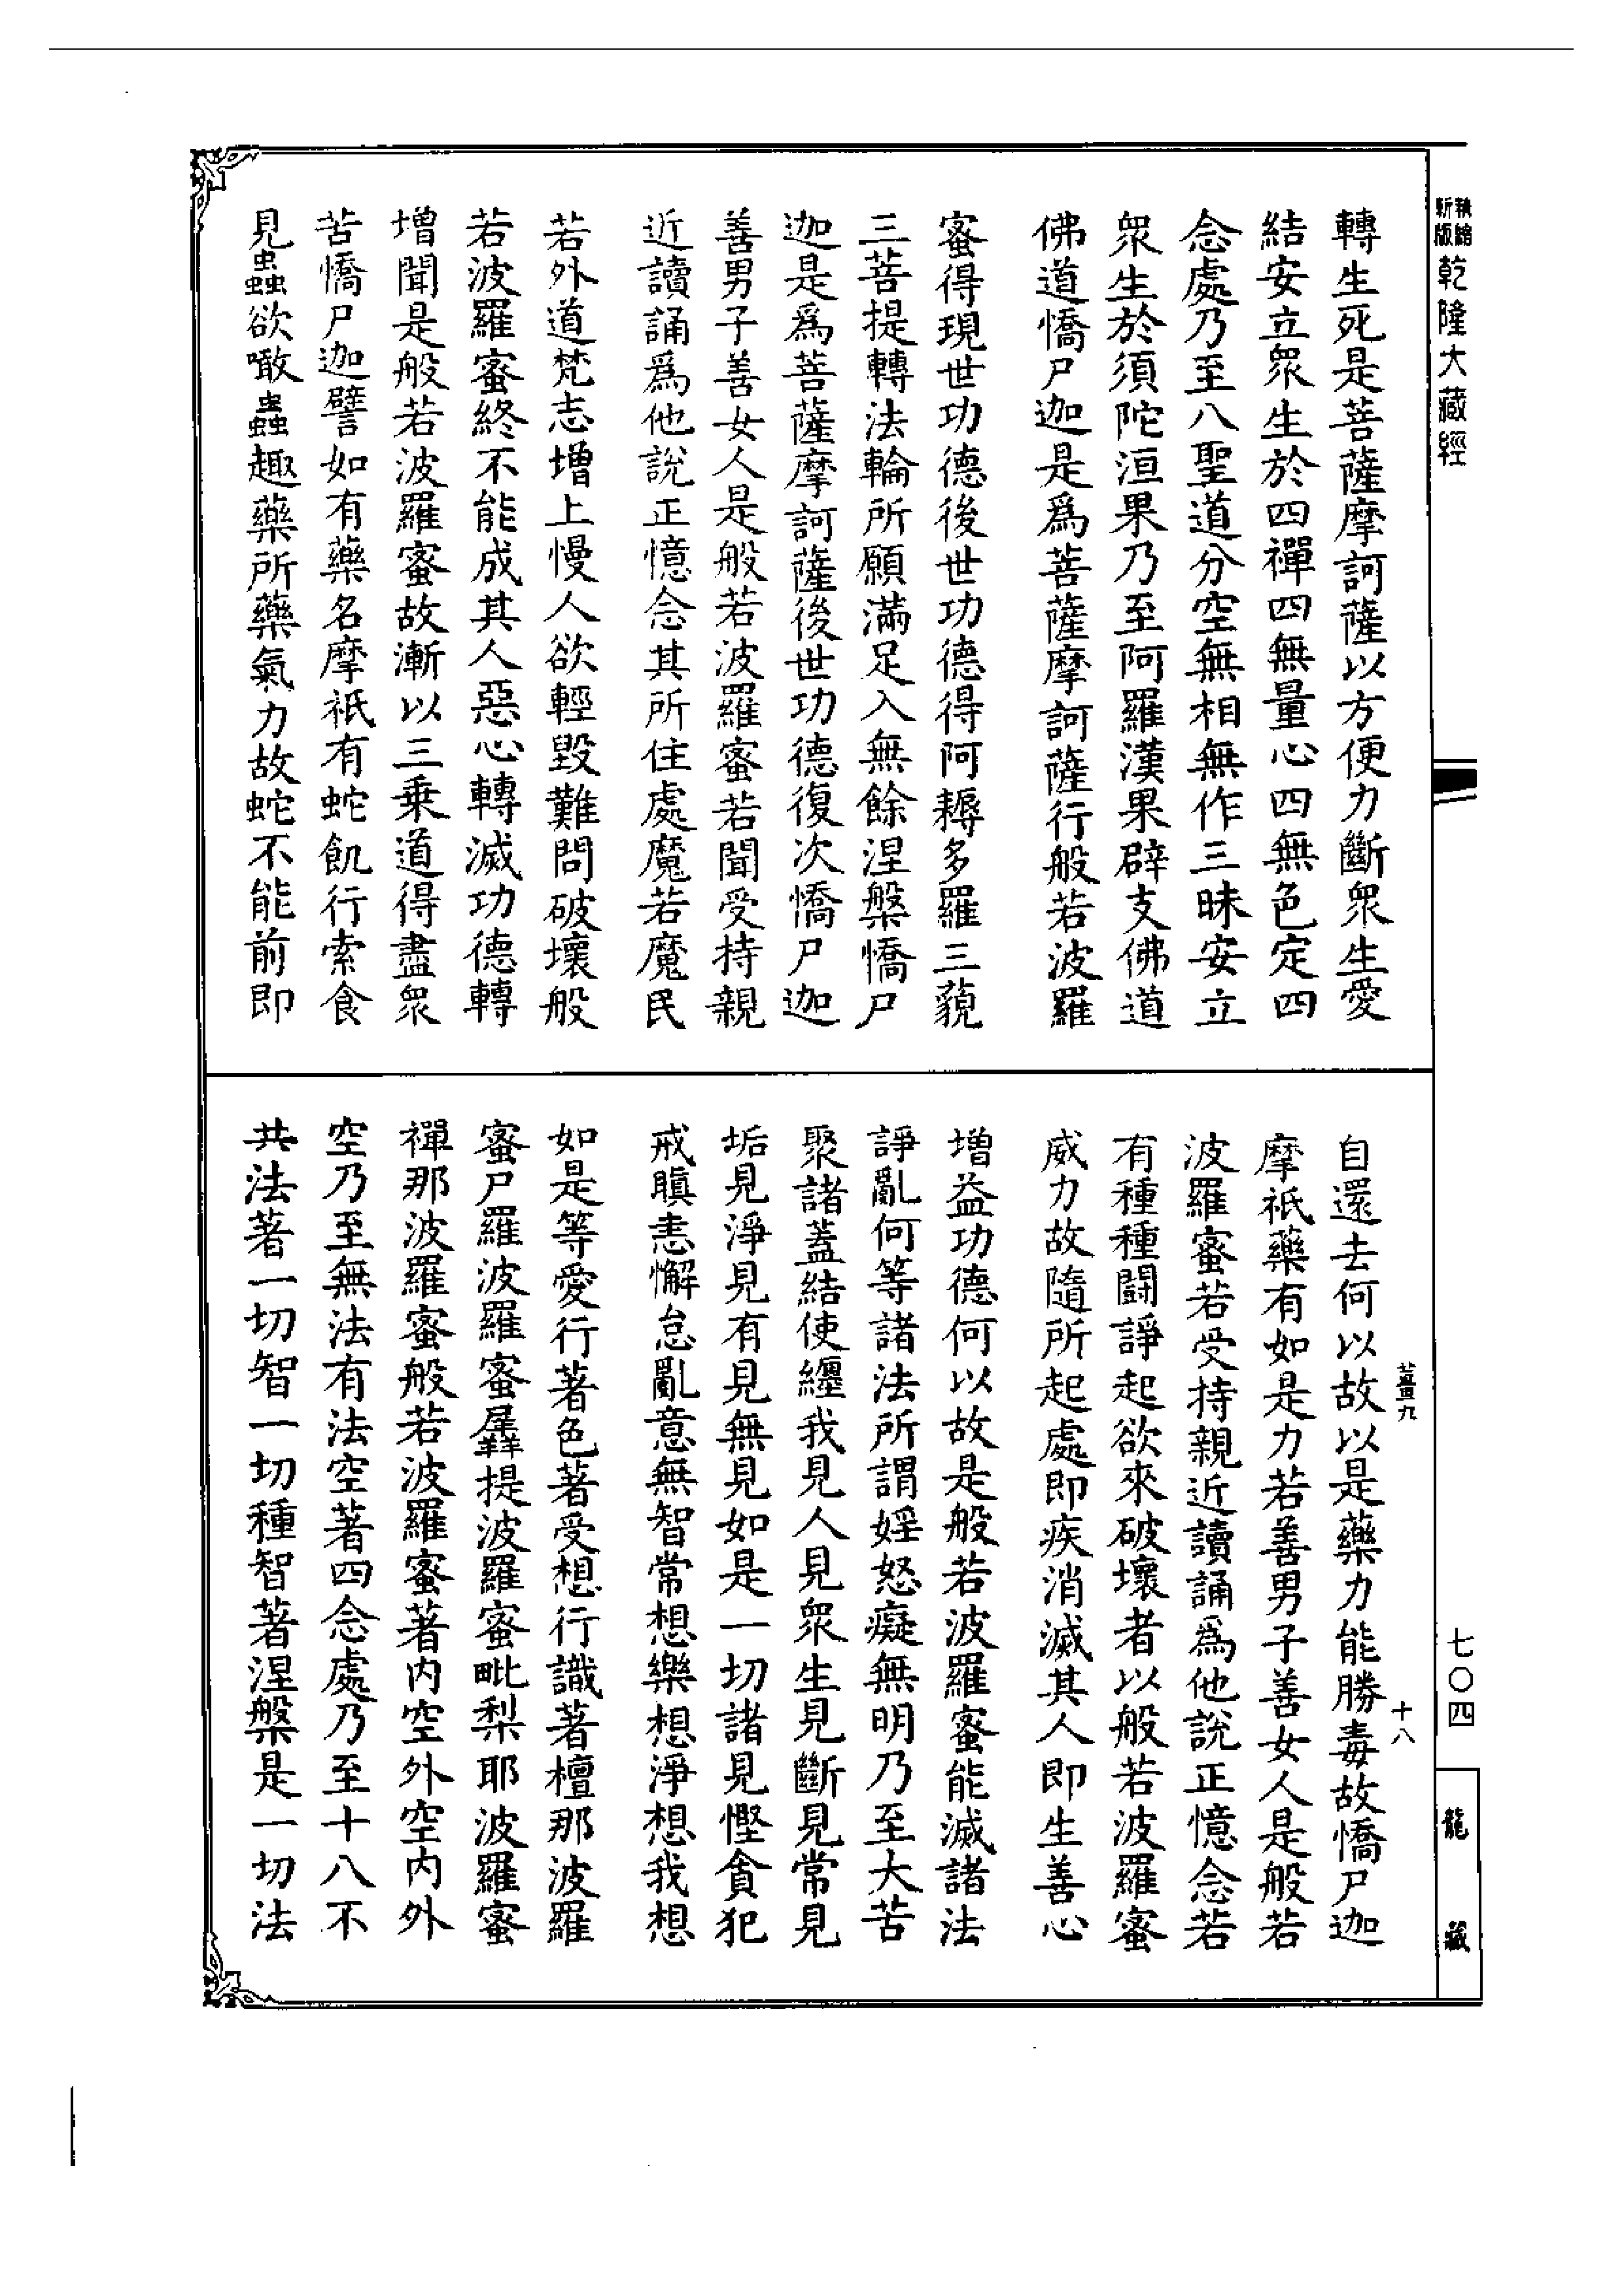 新版乾隆大藏經
轉生死是菩薩摩訶薩以方便力斷眾生愛
結安立眾生於四禪四無量心四無色定四
念處乃至八聖道分空無相無作三昧安立
眾生於須陀洹果乃至阿羅漢果辟支佛道
佛道憍尸迦是為菩薩摩訶薩行般若波羅
蜜得現世功德後世功德得阿耨多羅三藐
三菩提轉法輪所願滿足入無餘涅槃憍尸
迦是為菩薩摩訶薩後世功德復次憍尸迦
善男子善女人是般若波羅蜜若聞受持親
近讀誦為他說正憶念其所住處魔若魔民
若外道梵志增上慢人欲輕毀難問破壞般
若波羅蜜終不能成其人惡心轉滅功德轉
增聞是般若波羅蜜故漸以三乘道得盡眾
苦憍尸迦譬如有藥名摩祇有蛇飢行索食
見蟲欲噉蟲趣藥所藥氣力故蛇不能前即
自還去何以故以是藥力能勝毒故憍尸迦
摩祇藥有如是力若善男子善女人是般若
波羅蜜若受持親近讀誦為他說正憶念若
有種種鬪諍起欲來破壞者以般若波羅蜜
威力故隨所起處即疾消滅其人即生善心
增益功德何以故是般若波羅蜜能滅諸法
諍亂何等諸法所謂婬怒癡無明乃至大苦
聚諸蓋結使纏我見人見眾生見斷見常見
垢見淨見有見無見如是一切諸見慳貪犯
戒瞋恚懈怠亂意無智常想樂想淨想我想
如是等愛行著色著受想行識著檀那波羅
蜜尸羅波羅蜜羼提波羅蜜毗梨耶波羅蜜
禪那波羅蜜般若波羅蜜著內空外空內外
空乃至無法有法空著四念處乃至十八不
共法著一切智一切種智著涅槃是一切法
十八
七〇四
龍藏